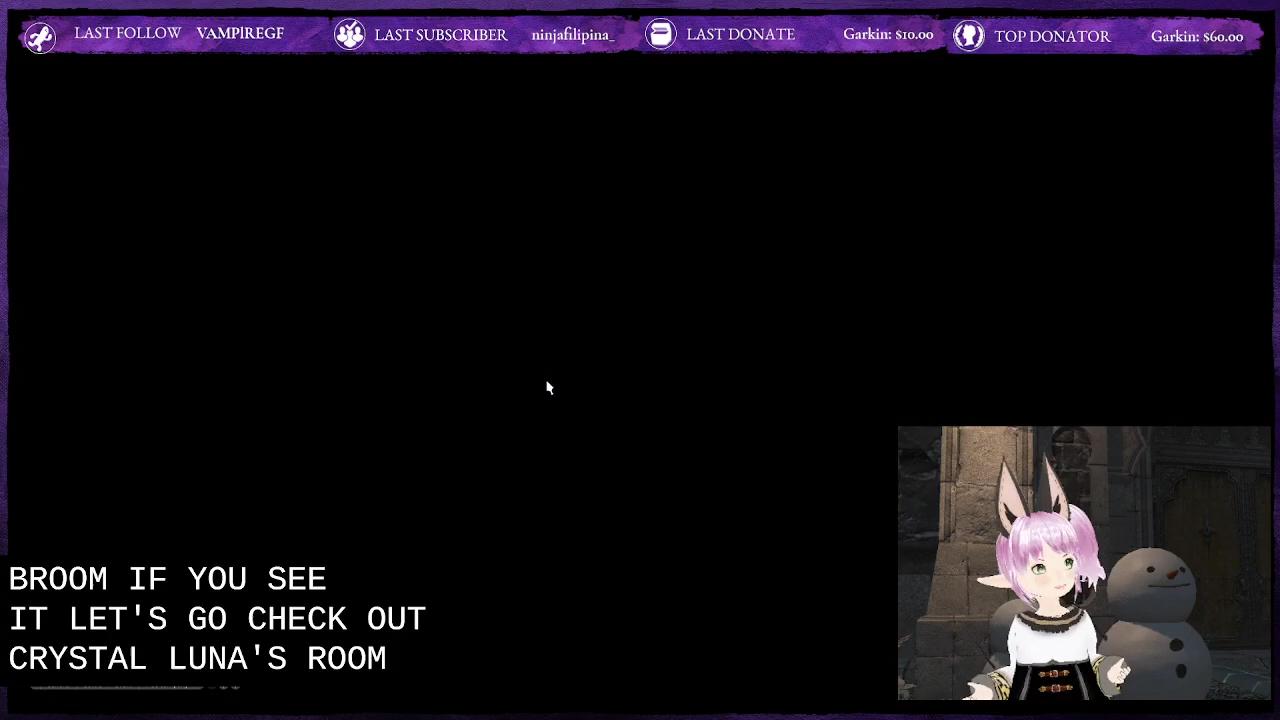 LAST FOLLOW VAMPlREGF
LAST SUBSCRIBER ninjafilipina_
LAST DONATE Garkin: $10.00
TOP DONATOR Garkin: $60.00
BROOM IF YOU SEE
IT LET'S GO CHECK OUT
CRYSTAL LUNA'S ROOM